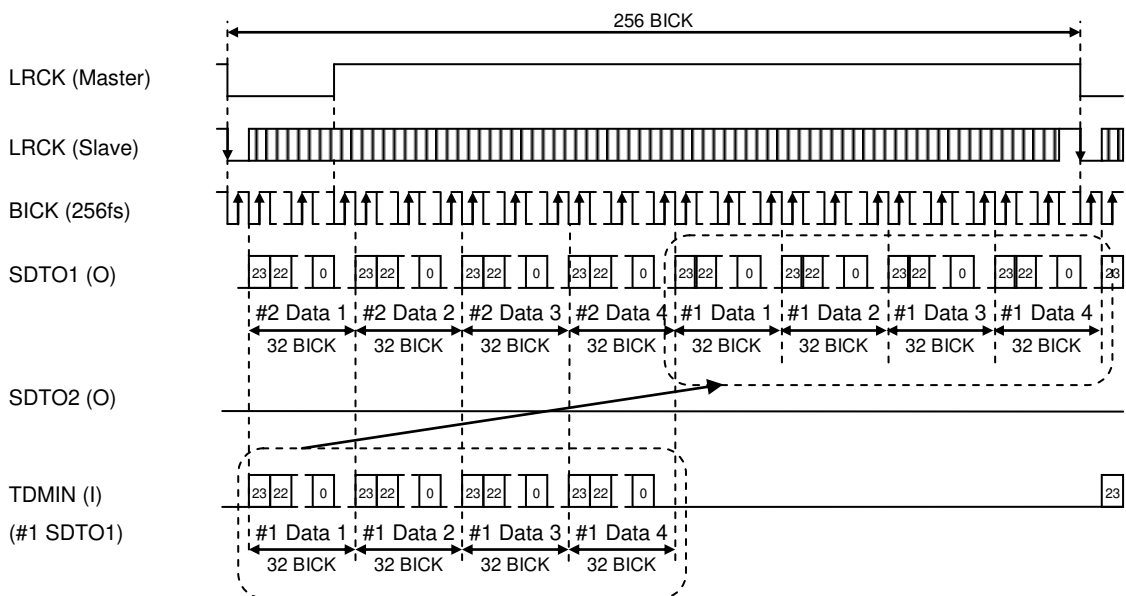 256 BICK
LRCK (Master)
LRCK (Slave)
BICK (256fs)
SDTO1 (O)
23 22 0 23 22 0 23 22 0 23 22 0 23 22 0 23 22 0 23 22 0 23 22 0 23
#2 Data 1 #2 Data 2 #2 Data 3 #2 Data 4 #1 Data 1 #1 Data 2 #1 Data 3 #1 Data 4
32 BICK 32 BICK 32 BICK 32 BICK 32 BICK 32 BICK 32 BICK 32 BICK
SDTO2 (O)
TDMIN (I)
23 22 0 23 22 0 23 22 0 23 22 0 23
(#1 SDTO1)
#1 Data 1 #1 Data 2 #1 Data 3 #1 Data 4
32 BICK 32 BICK 32 BICK 32 BICK